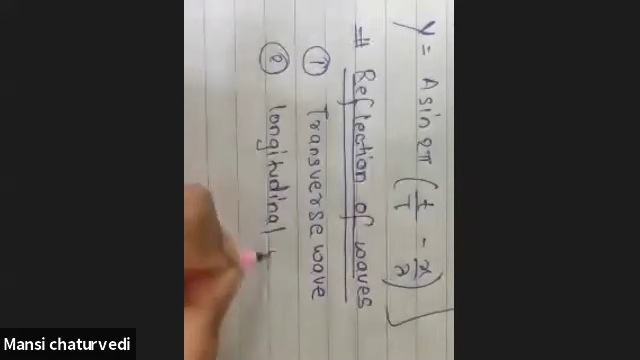 y = A sin 2π ( t/T - x/λ )
# Reflection of waves
① Transverse wave
② longitudinal
Mansi chaturvedi